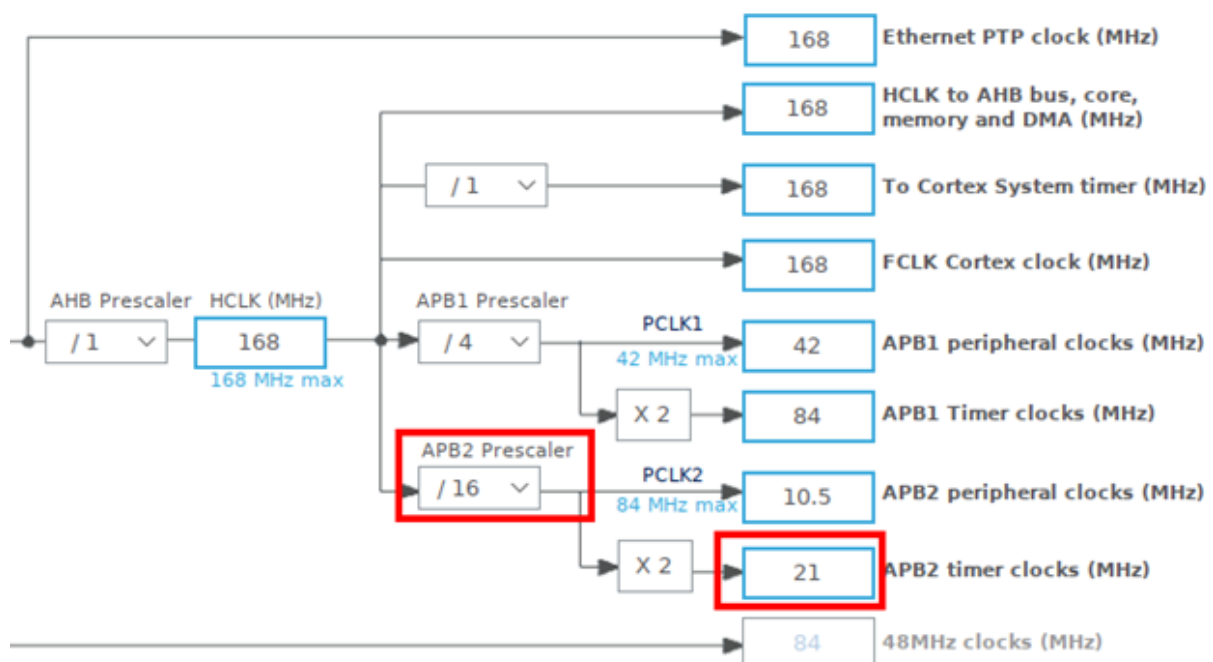 168
Ethernet PTP clock (MHz)
168
HCLK to AHB bus, core,
memory and DMA (MHz)
/ 1
168
To Cortex System timer (MHz)
168
FCLK Cortex clock (MHz)
AHB Prescaler
HCLK (MHz)
APB1 Prescaler
/ 1
168
168 MHz max
/ 4
PCLK1
42 MHz max
42
APB1 peripheral clocks (MHz)
X 2
84
APB1 Timer clocks (MHz)
APB2 Prescaler
/ 16
PCLK2
84 MHz max
10.5
APB2 peripheral clocks (MHz)
X 2
21
APB2 timer clocks (MHz)
84
48MHz clocks (MHz)